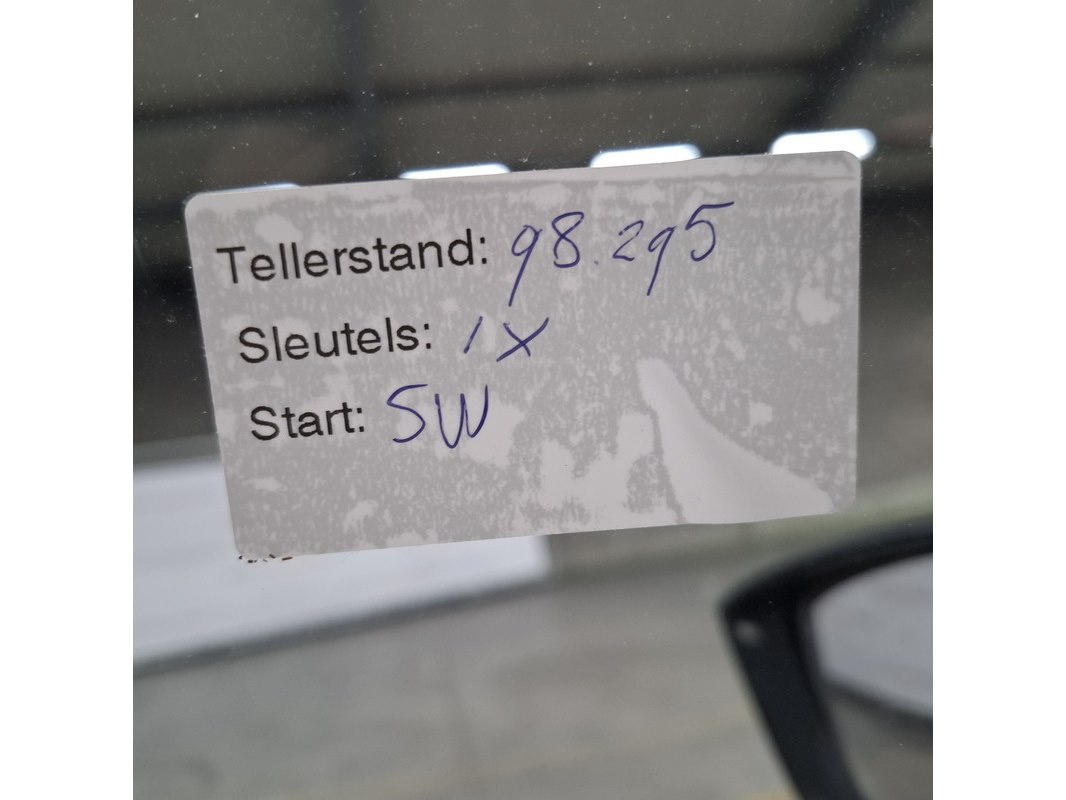 Tellerstand: 98.295
Sleutels: 1X
Start: SW